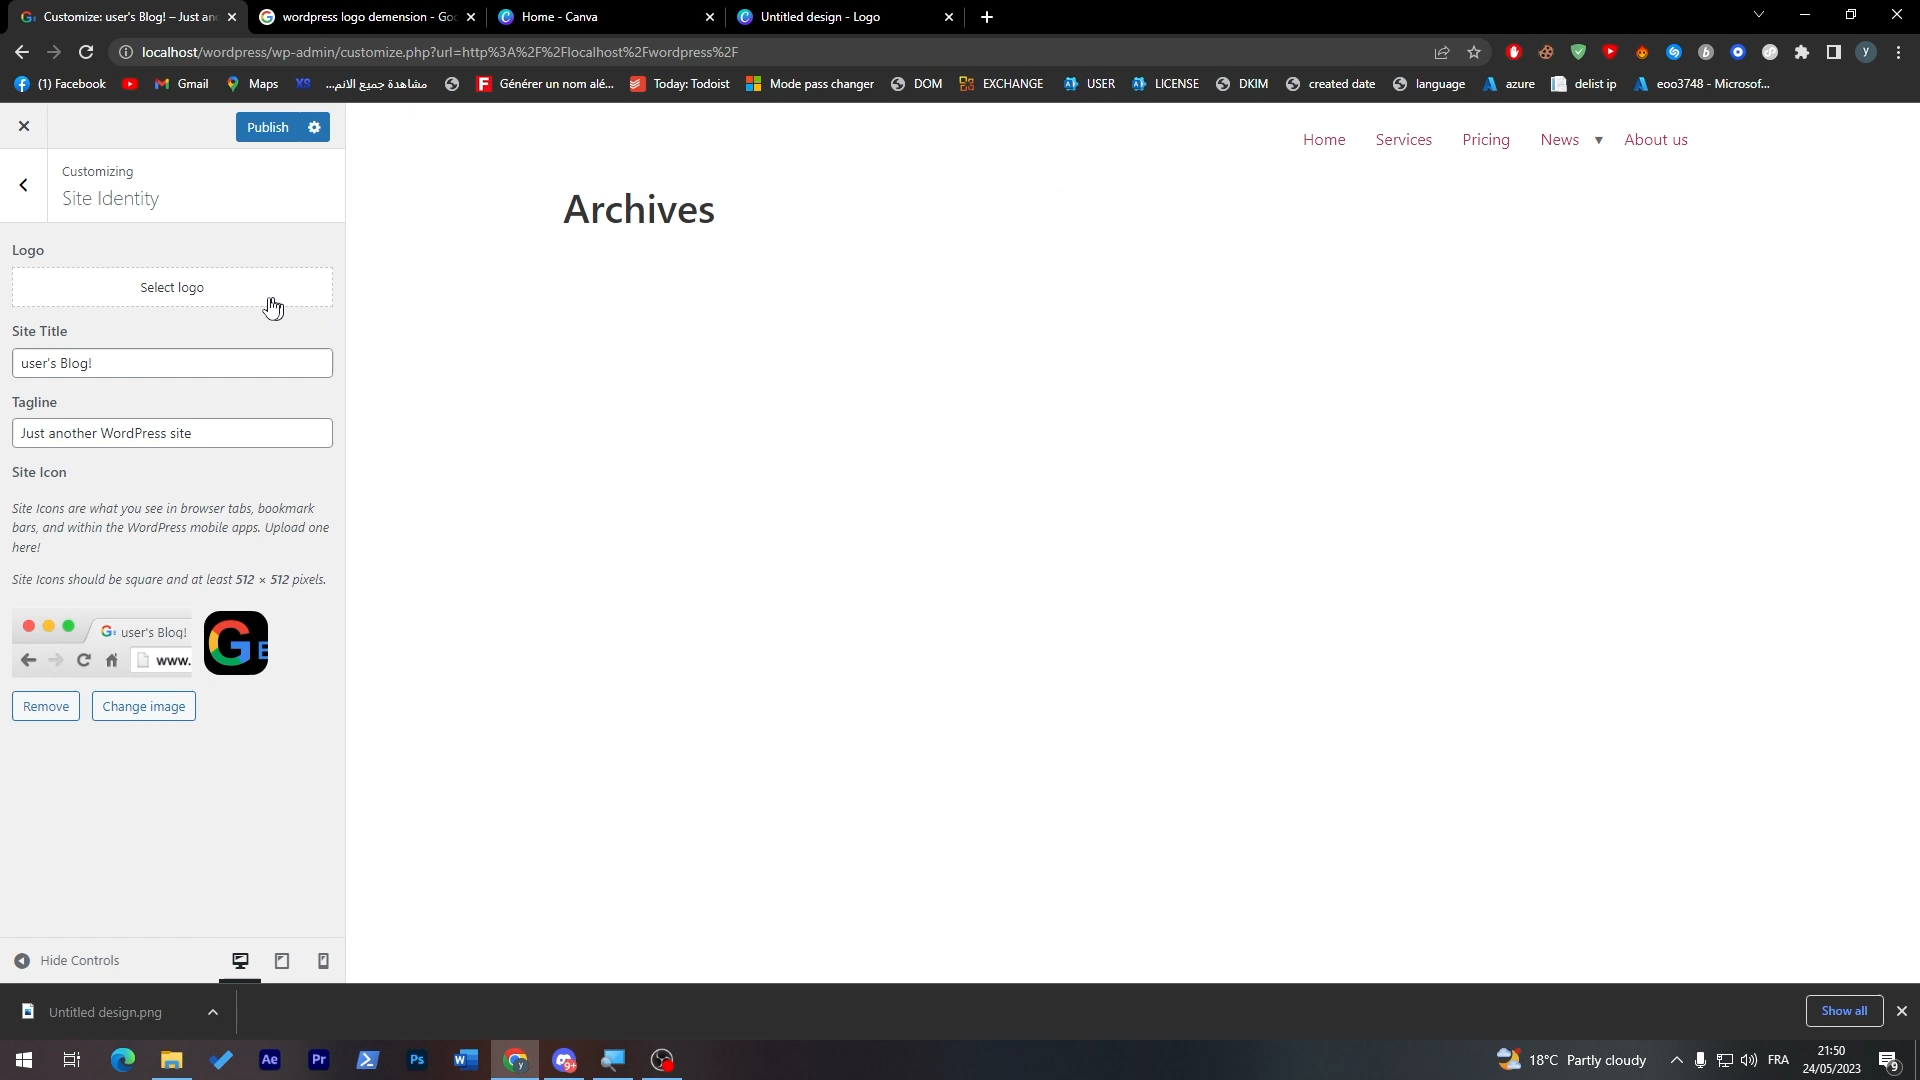 Customize: user's Blog! – Just an
wordpress logo demension - Goo
Home - Canva
Untitled design - Logo
localhost/wordpress/wp-admin/customize.php?url=http%3A%2F%2Flocalhost%2Fwordpress%2F
(1) Facebook
Gmail
Maps
مشاهدة جميع الانم...
Générer un nom alé...
Today: Todoist
Mode pass changer
DOM
EXCHANGE
USER
LICENSE
DKIM
created date
language
azure
delist ip
eoo3748 - Microsof...
Publish
Home
Services
Pricing
News
About us
Customizing
Site Identity
Archives
Logo
Select logo
Site Title
user's Blog!
Tagline
Just another WordPress site
Site Icon
Site Icons are what you see in browser tabs, bookmark
bars, and within the WordPress mobile apps. Upload one
here!
Site Icons should be square and at least 512 × 512 pixels.
user's Blog!
www.
Remove
Change image
Hide Controls
Untitled design.png
Show all
18°C Partly cloudy
FRA
21:50
24/05/2023
9